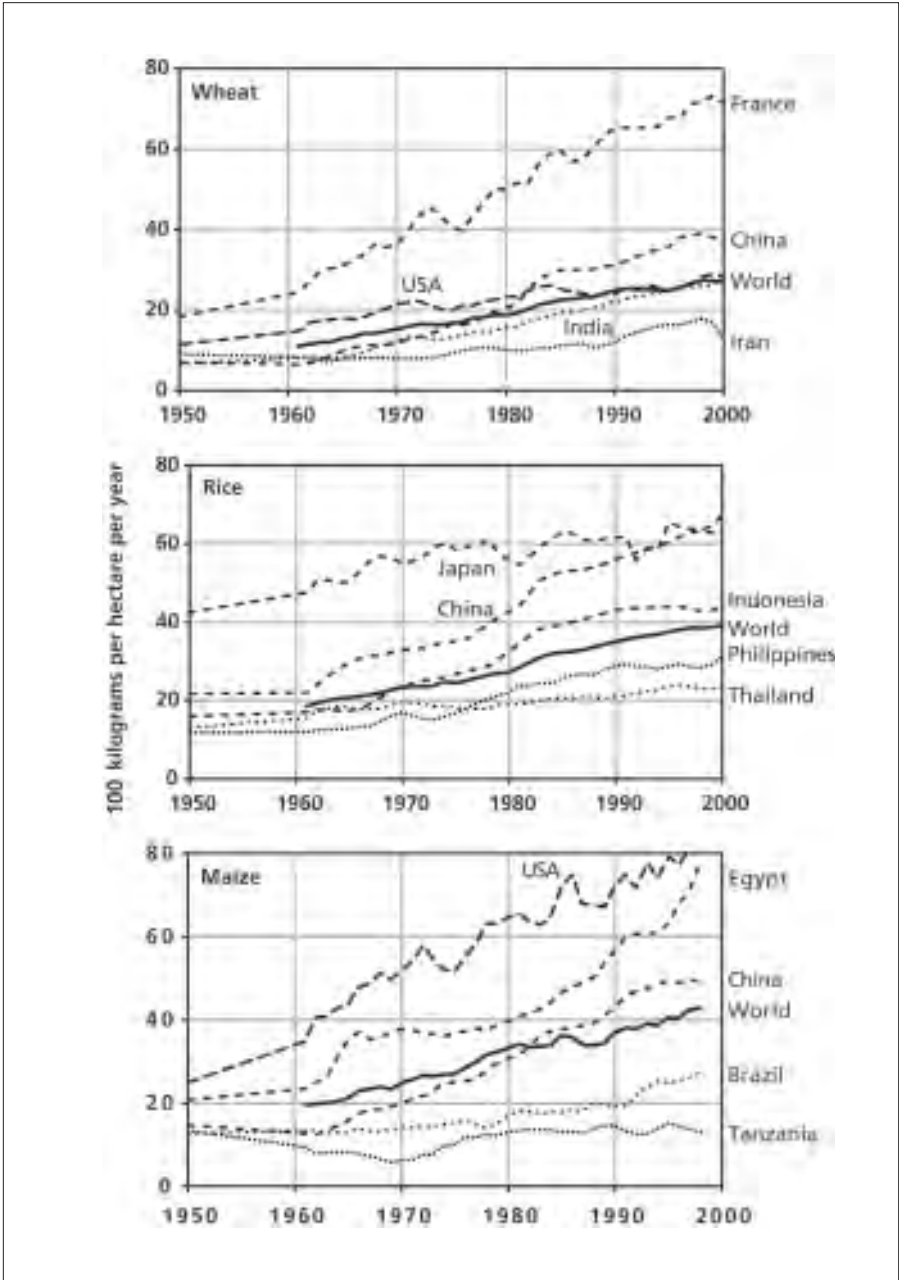 80
Wheat
France
60
40
China
USA
World
20
India
Iran
0
1950 1960 1970 1980 1990 2000
100 kilograms per hectare per year
80
Rice
60
Japan
China
Indonesia
40
World
Philippines
20
Thailand
0
1950 1960 1970 1980 1990 2000
80
Maize
USA
Egypt
60
China
40
World
Brazil
20
Tanzania
0
1950 1960 1970 1980 1990 2000